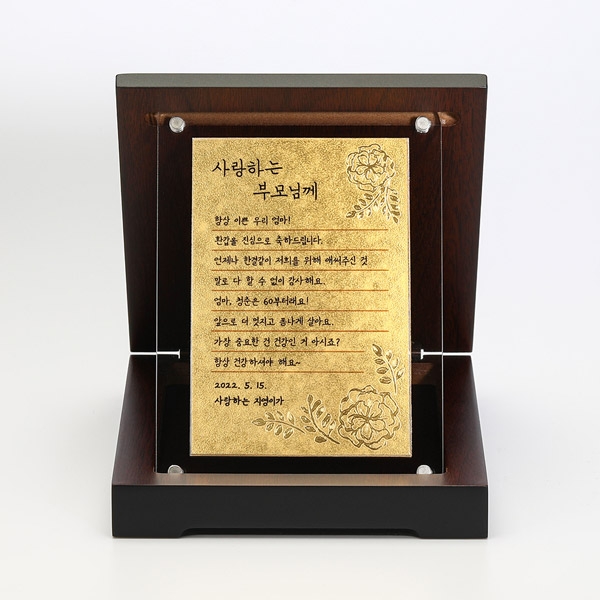 사랑하는
부모님께
항상 이쁜 우리 엄마!
환갑을 진심으로 축하드립니다.
언제나 한결같이 저희를 위해 애써주신 것
말로 다 할 수 없이 감사해요.
엄마, 청춘은 60부터래요!
앞으로 더 멋지고 폼나게 살아요.
가장 중요한 건 건강인 거 아시죠?
항상 건강하셔야 해요~
2022. 5. 15.
사랑하는 지영이가